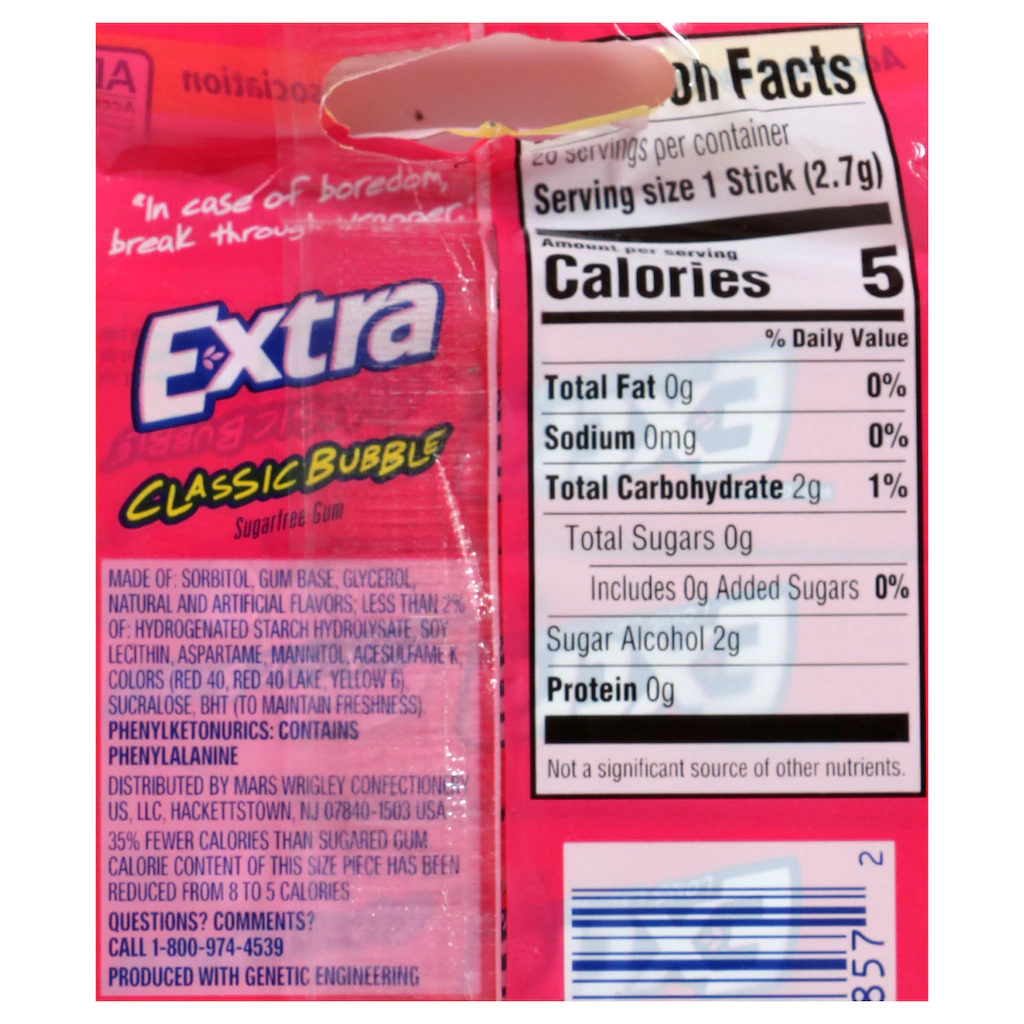 "In case of boredom,
break through wrapper."
Extra
CLASSIC BUBBLE
Sugarfree Gum
MADE OF: SORBITOL, GUM BASE, GLYCEROL,
NATURAL AND ARTIFICIAL FLAVORS; LESS THAN 2%
OF: HYDROGENATED STARCH HYDROLYSATE, SOY
LECITHIN, ASPARTAME, MANNITOL, ACESULFAME K,
COLORS (RED 40, RED 40 LAKE, YELLOW 6),
SUCRALOSE, BHT (TO MAINTAIN FRESHNESS).
PHENYLKETONURICS: CONTAINS
PHENYLALANINE
DISTRIBUTED BY MARS WRIGLEY CONFECTIONERY
US, LLC, HACKETTSTOWN, NJ 07840-1503 USA
35% FEWER CALORIES THAN SUGARED GUM.
CALORIE CONTENT OF THIS SIZE PIECE HAS BEEN
REDUCED FROM 8 TO 5 CALORIES.
QUESTIONS? COMMENTS?
CALL 1-800-974-4539
PRODUCED WITH GENETIC ENGINEERING
on Facts
20 servings per container
Serving size 1 Stick (2.7g)
Amount per serving
Calories 5
% Daily Value
Total Fat 0g 0%
Sodium 0mg 0%
Total Carbohydrate 2g 1%
Total Sugars 0g
Includes 0g Added Sugars 0%
Sugar Alcohol 2g
Protein 0g
Not a significant source of other nutrients.
857 2